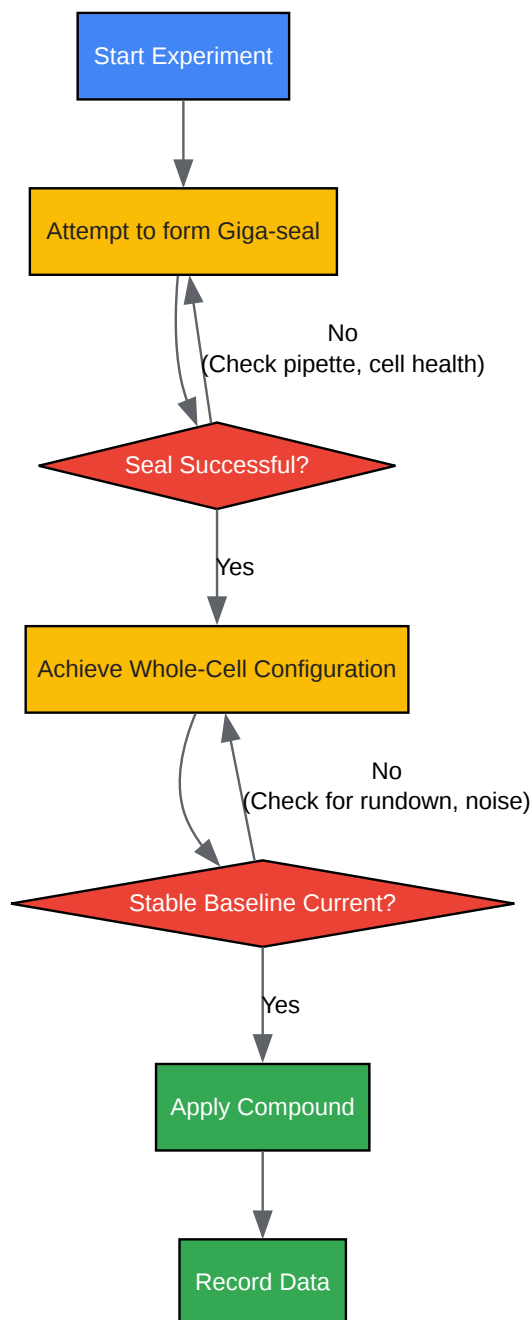 Start Experiment
Attempt to form Giga-seal
No
(Check pipette, cell health)
Seal Successful?
Yes
Achieve Whole-Cell Configuration
No
(Check for rundown, noise)
Stable Baseline Current?
Yes
Apply Compound
Record Data